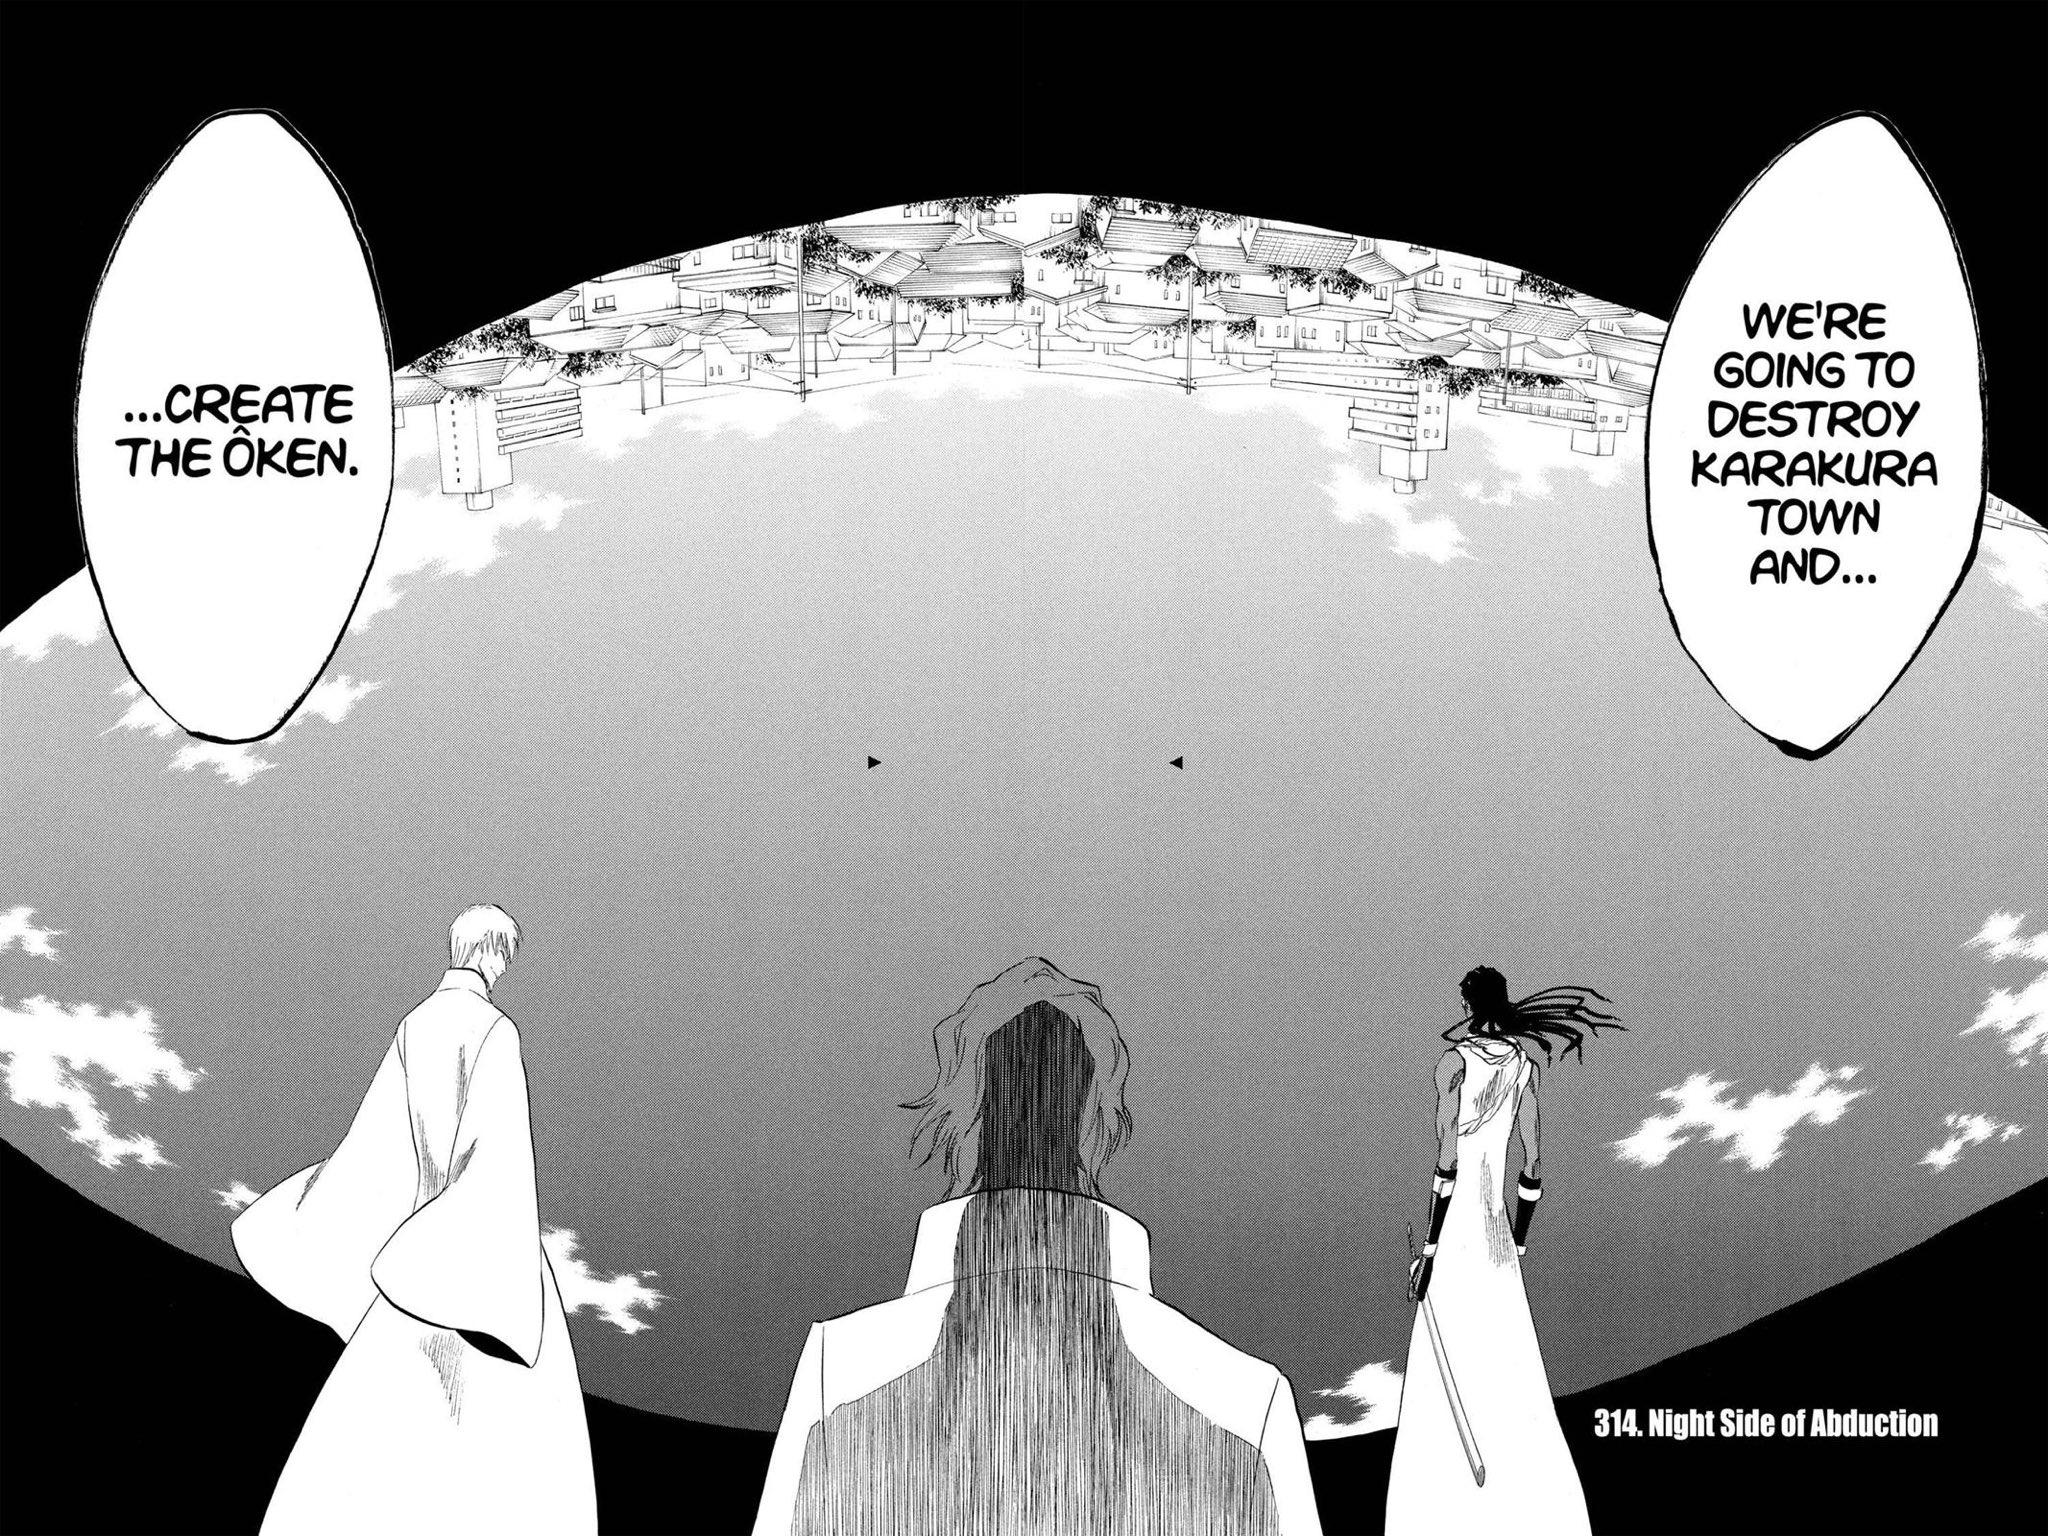 WE'RE
GOING TO
DESTROY
KARAKURA
TOWN
AND...
...CREATE
THE ÔKEN.
314. Night Side of Abduction